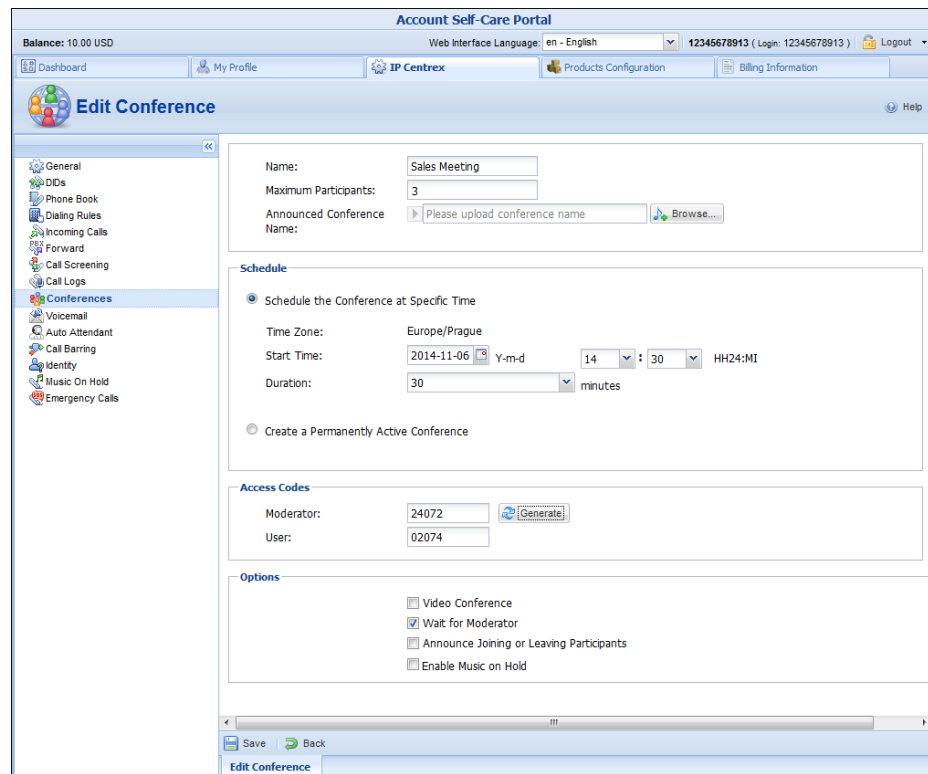 Account Self-Care Portal
Balance: 10.00 USD
Web Interface Language: en - English
12345678913 ( Login: 12345678913 )
Logout
Dashboard
My Profile
IP Centrex
Products Configuration
Billing Information
Edit Conference
Help
General
DIDs
Phone Book
Dialing Rules
Incoming Calls
PBX
Forward
Call Screening
Call Logs
Conferences
Voicemail
Auto Attendant
Call Barring
Identity
Music On Hold
Emergency Calls
Name: Sales Meeting
Maximum Participants: 3
Announced Conference
Name:
Please upload conference name
Browse...
Schedule
Schedule the Conference at Specific Time
Time Zone: Europe/Prague
Start Time: 2014-11-06 Y-m-d 14 : 30 HH24:MI
Duration: 30 minutes
Create a Permanently Active Conference
Access Codes
Moderator: 24072 Generate
User: 02074
Options
Video Conference
Wait for Moderator
Announce Joining or Leaving Participants
Enable Music on Hold
Save
Back
Edit Conference